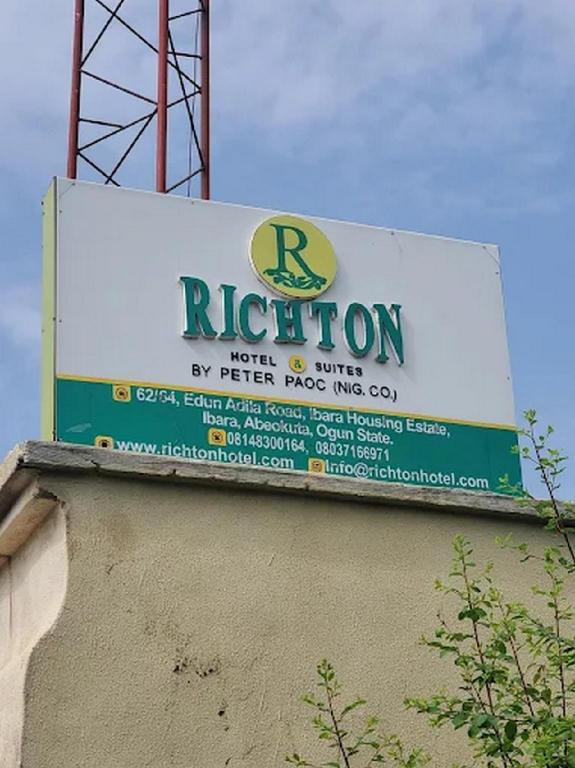 R
RICHTON
HOTEL & SUITES
BY PETER PAOC (NIG. CO.)
62/64, Edun Adila Road, Ibara Housing Estate,
Ibara, Abeokuta, Ogun State.
08148300164, 08037166971
www.richtonhotel.com Info@richtonhotel.com